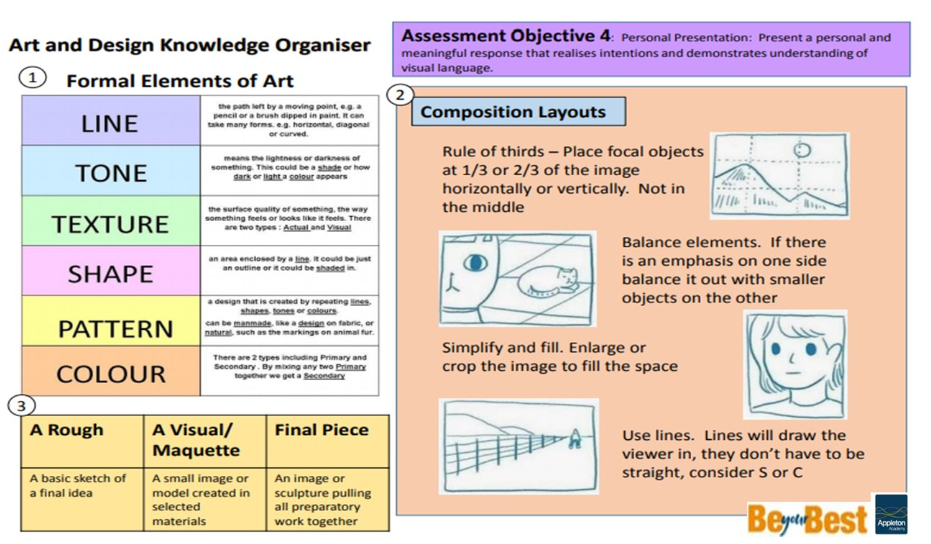 Art and Design Knowledge Organiser
Assessment Objective 4: Personal Presentation: Present a personal and
meaningful response that realises intentions and demonstrates understanding of
visual language.
1
Formal Elements of Art
LINE
the path left by a moving point, e.g. a
pencil or a brush dipped in paint. It can
take many forms. e.g. horizontal, diagonal
or curved.
TONE
means the lightness or darkness of
something. This could be a shade or how
dark or light a colour appears
TEXTURE
the surface quality of something, the way
something feels or looks like it feels. There
are two types : Actual and Visual
SHAPE
an area enclosed by a line. It could be just
an outline or it could be shaded in.
PATTERN
a design that is created by repeating lines,
shapes, tones or colours.
can be manmade, like a design on fabric, or
natural, such as the markings on animal fur.
COLOUR
There are 2 types including Primary and
Secondary . By mixing any two Primary
together we get a Secondary
2
Composition Layouts
Rule of thirds – Place focal objects
at 1/3 or 2/3 of the image
horizontally or vertically. Not in
the middle
Balance elements. If there
is an emphasis on one side
balance it out with smaller
objects on the other
Simplify and fill. Enlarge or
crop the image to fill the space
Use lines. Lines will draw the
viewer in, they don't have to be
straight, consider S or C
3
A Rough
A basic sketch of
a final idea
A Visual/
Maquette
A small image or
model created in
selected
materials
Final Piece
An image or
sculpture pulling
all preparatory
work together
Be your Best
Appleton
Academy